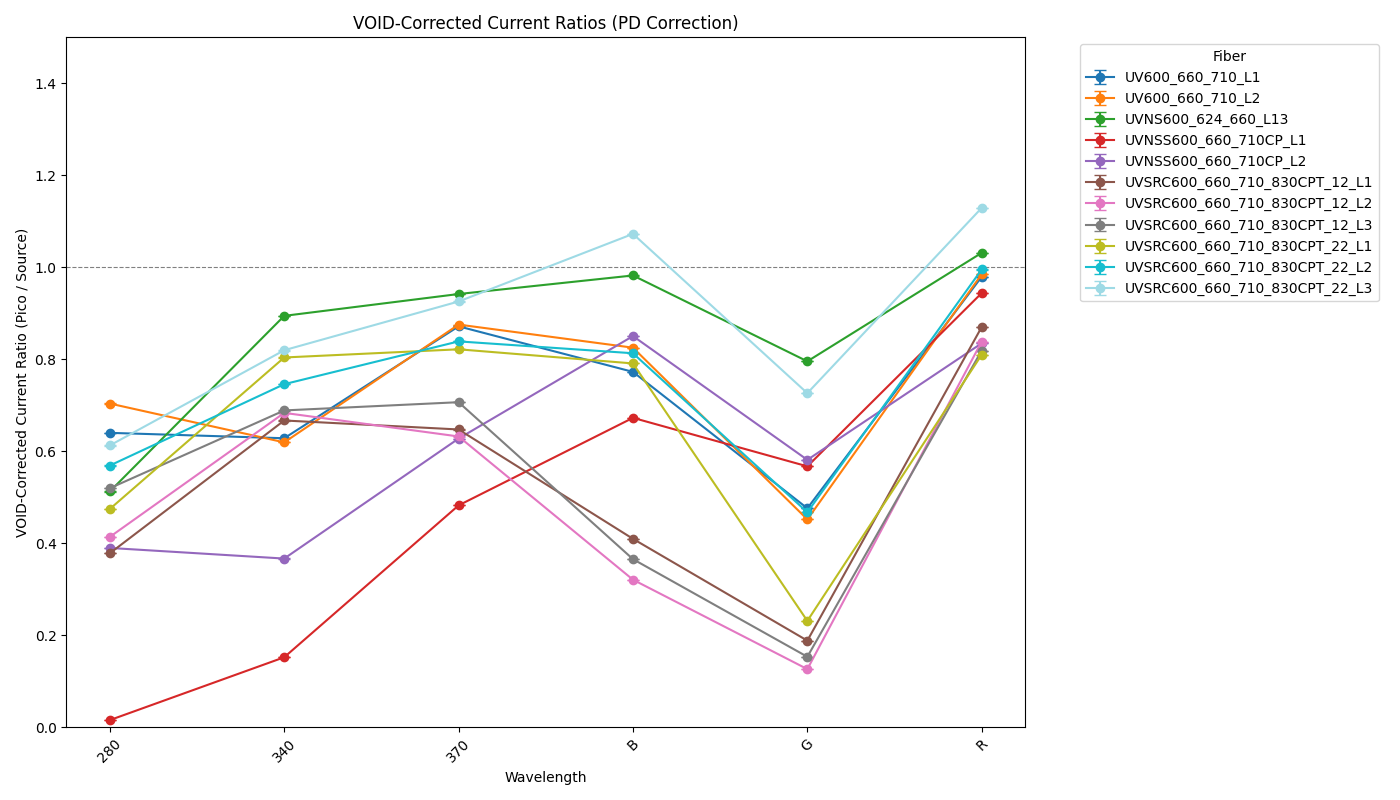 VOID-Corrected Current Ratios (PD Correction)
VOID-Corrected Current Ratio (Pico / Source)
1.4
1.2
1.0
0.8
0.6
0.4
0.2
0.0
280
340
370
B
G
R
Wavelength
Fiber
UV600_660_710_L1
UV600_660_710_L2
UVNS600_624_660_L13
UVNSS600_660_710CP_L1
UVNSS600_660_710CP_L2
UVSRC600_660_710_830CPT_12_L1
UVSRC600_660_710_830CPT_12_L2
UVSRC600_660_710_830CPT_12_L3
UVSRC600_660_710_830CPT_22_L1
UVSRC600_660_710_830CPT_22_L2
UVSRC600_660_710_830CPT_22_L3